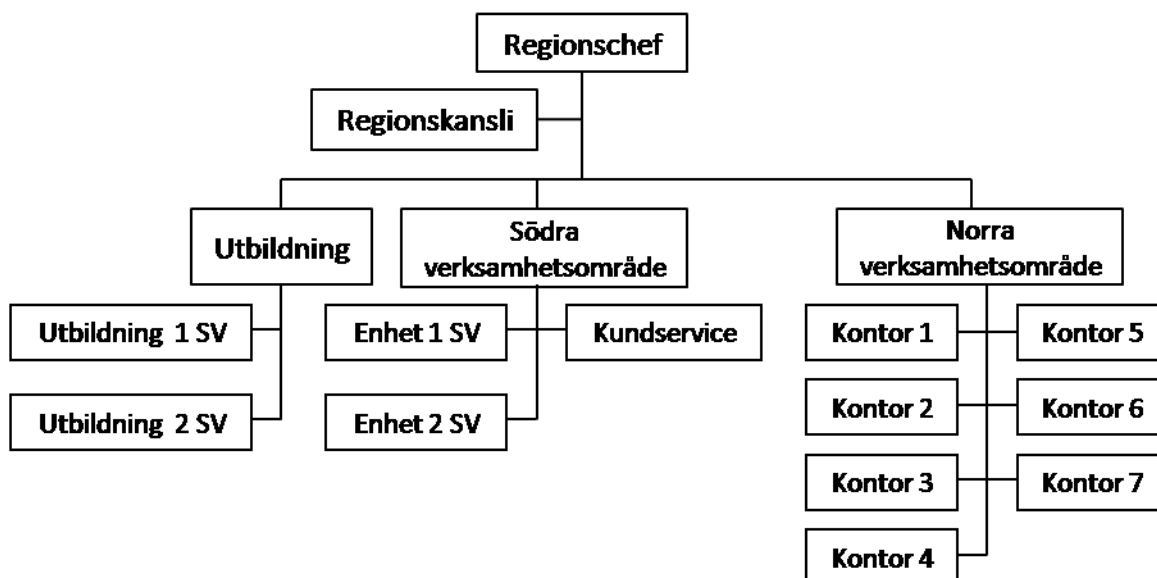 Regionschef
Regionskansli
Utbildning
Södra
verksamhetsområde
Norra
verksamhetsområde
Utbildning 1 SV
Enhet 1 SV
Kundservice
Kontor 1
Kontor 5
Utbildning 2 SV
Enhet 2 SV
Kontor 2
Kontor 6
Kontor 3
Kontor 7
Kontor 4